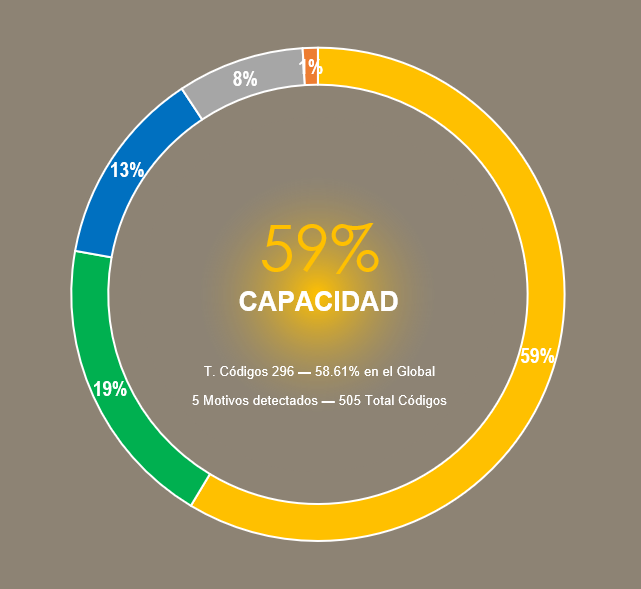 1%
8%
13%
59%
CAPACIDAD
59%
T. Códigos 296 — 58.61% en el Global
19%
5 Motivos detectados — 505 Total Códigos